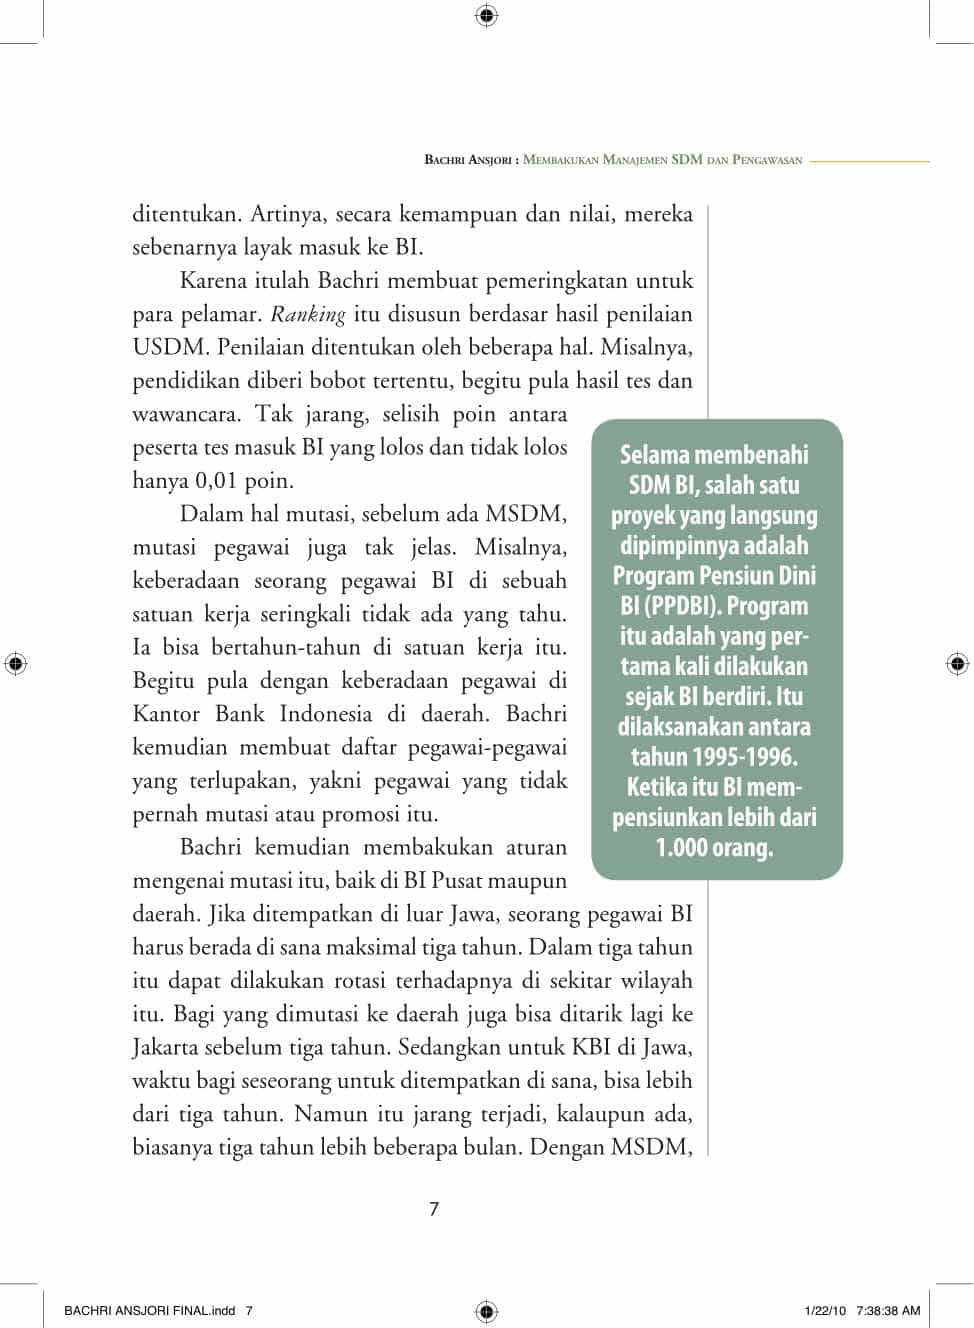 Bachri Ansjori : Membakukan Manajemen SDM dan Pengawasan
ditentukan. Artinya, secara kemampuan dan nilai, mereka
sebenarnya layak masuk ke BI.
Karena itulah Bachri membuat pemeringkatan untuk
para pelamar. Ranking itu disusun berdasar hasil penilaian
USDM. Penilaian ditentukan oleh beberapa hal. Misalnya,
pendidikan diberi bobot tertentu, begitu pula hasil tes dan
wawancara. Tak jarang, selisih poin antara
peserta tes masuk BI yang lolos dan tidak lolos
hanya 0,01 poin.
Dalam hal mutasi, sebelum ada MSDM,
mutasi pegawai juga tak jelas. Misalnya,
keberadaan seorang pegawai BI di sebuah
satuan kerja seringkali tidak ada yang tahu.
Ia bisa bertahun-tahun di satuan kerja itu.
Begitu pula dengan keberadaan pegawai di
Kantor Bank Indonesia di daerah. Bachri
kemudian membuat daftar pegawai-pegawai
yang terlupakan, yakni pegawai yang tidak
pernah mutasi atau promosi itu.
Bachri kemudian membakukan aturan
mengenai mutasi itu, baik di BI Pusat maupun
daerah. Jika ditempatkan di luar Jawa, seorang pegawai BI
harus berada di sana maksimal tiga tahun. Dalam tiga tahun
itu dapat dilakukan rotasi terhadapnya di sekitar wilayah
itu. Bagi yang dimutasi ke daerah juga bisa ditarik lagi ke
Jakarta sebelum tiga tahun. Sedangkan untuk KBI di Jawa,
waktu bagi seseorang untuk ditempatkan di sana, bisa lebih
dari tiga tahun. Namun itu jarang terjadi, kalaupun ada,
biasanya tiga tahun lebih beberapa bulan. Dengan MSDM,
Selama membenahi
SDM BI, salah satu
proyek yang langsung
dipimpinnya adalah
Program Pensiun Dini
BI (PPDBI). Program
itu adalah yang per-
tama kali dilakukan
sejak BI berdiri. Itu
dilaksanakan antara
tahun 1995-1996.
Ketika itu BI mem-
pensiunkan lebih dari
1.000 orang.
7
BACHRI ANSJORI FINAL.indd 7
1/22/10 7:38:38 AM